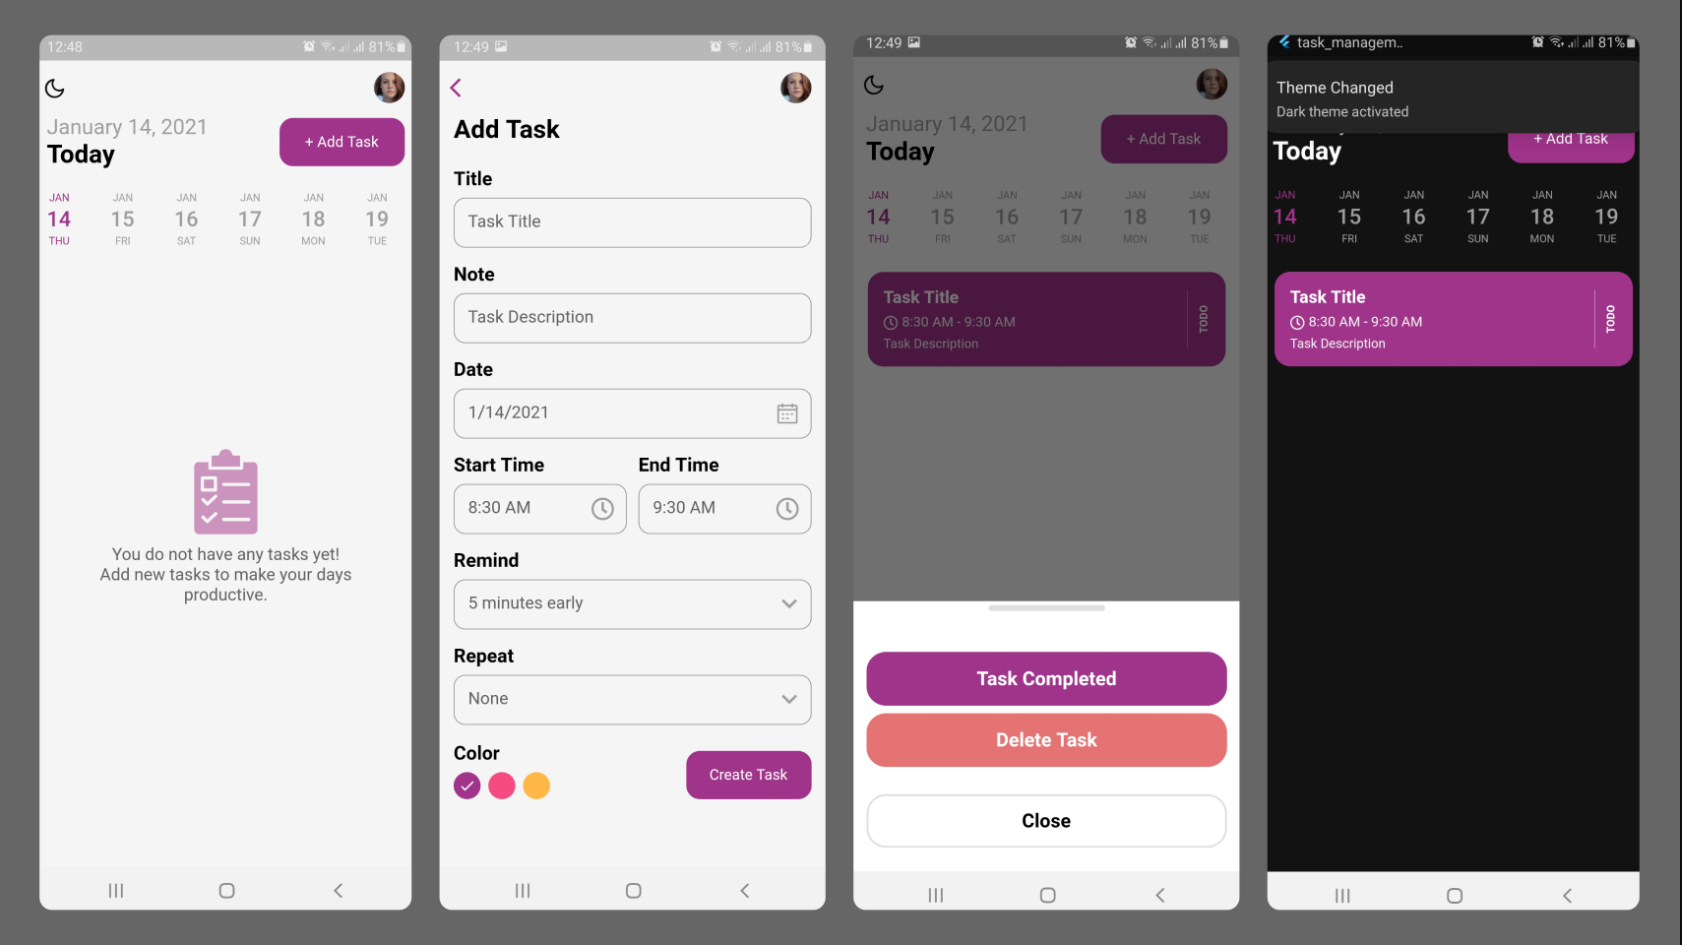 12:48
81%
January 14, 2021
Today
+ Add Task
JAN JAN JAN JAN JAN JAN
14 15 16 17 18 19
THU FRI SAT SUN MON TUE
You do not have any tasks yet!
Add new tasks to make your days
productive.
12:49
81%
Add Task
Title
Task Title
Note
Task Description
Date
1/14/2021
Start Time End Time
8:30 AM 9:30 AM
Remind
5 minutes early
Repeat
None
Color
Create Task
12:49
81%
January 14, 2021
Today
+ Add Task
JAN JAN JAN JAN JAN JAN
14 15 16 17 18 19
THU FRI SAT SUN MON TUE
Task Title
8:30 AM - 9:30 AM
Task Description
TODO
Task Completed
Delete Task
Close
task_managem..
81%
Theme Changed
Dark theme activated
+ Add Task
Today
JAN JAN JAN JAN JAN JAN
14 15 16 17 18 19
THU FRI SAT SUN MON TUE
Task Title
8:30 AM - 9:30 AM
Task Description
TODO